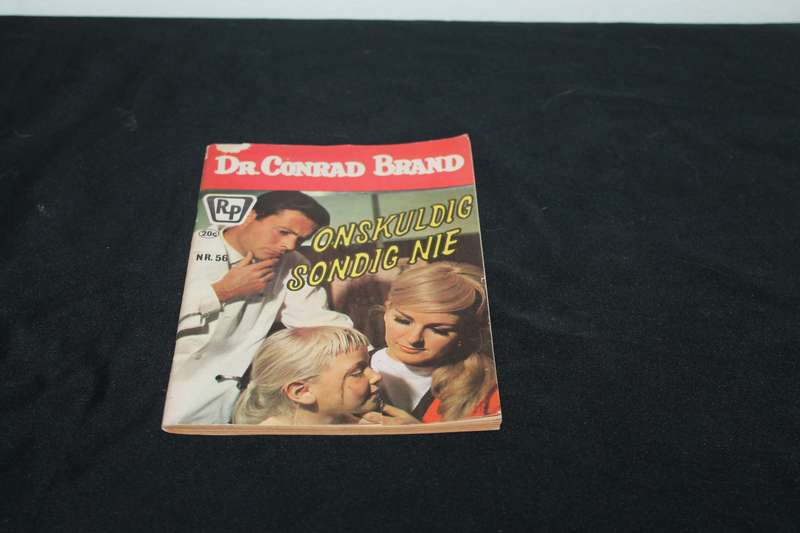 DR. CONRAD BRAND
RP
20c
NR. 56
ONSKULDIG
SONDIG NIE